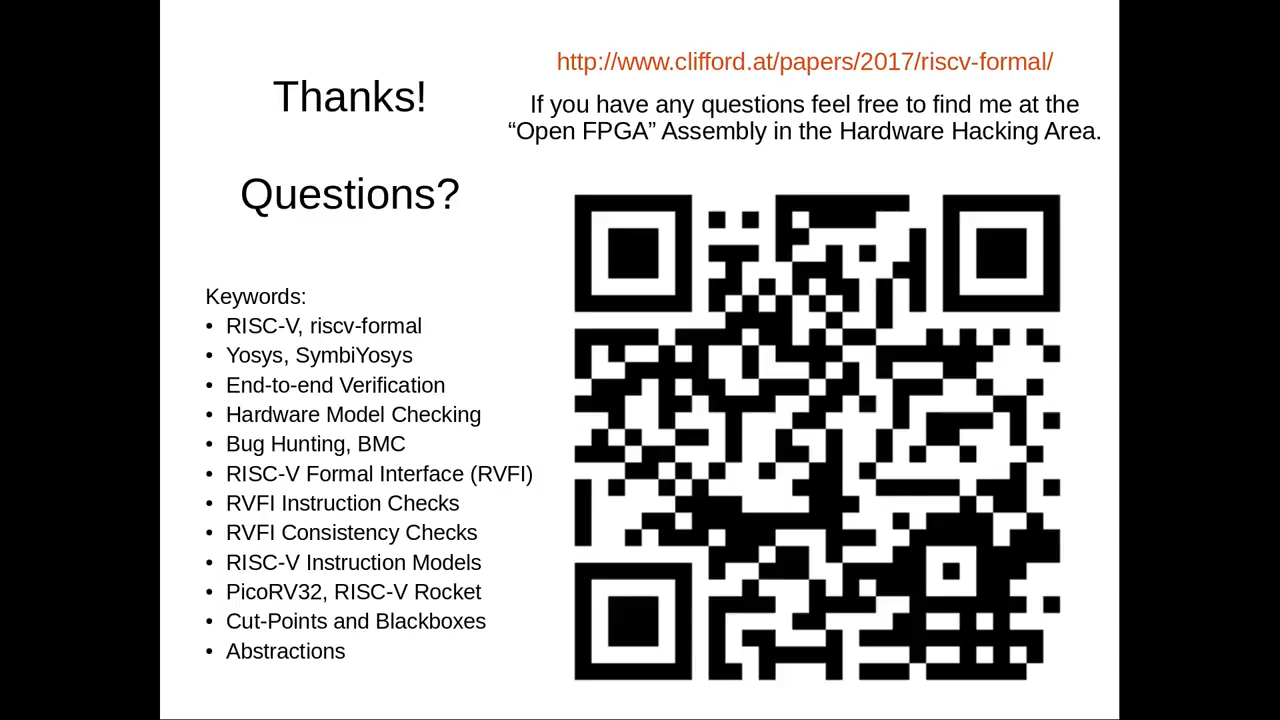 Thanks!
Questions?
http://www.clifford.at/papers/2017/riscv-formal/
If you have any questions feel free to find me at the
“Open FPGA” Assembly in the Hardware Hacking Area.
Keywords:
• RISC-V, riscv-formal
• Yosys, SymbiYosys
• End-to-end Verification
• Hardware Model Checking
• Bug Hunting, BMC
• RISC-V Formal Interface (RVFI)
• RVFI Instruction Checks
• RVFI Consistency Checks
• RISC-V Instruction Models
• PicoRV32, RISC-V Rocket
• Cut-Points and Blackboxes
• Abstractions